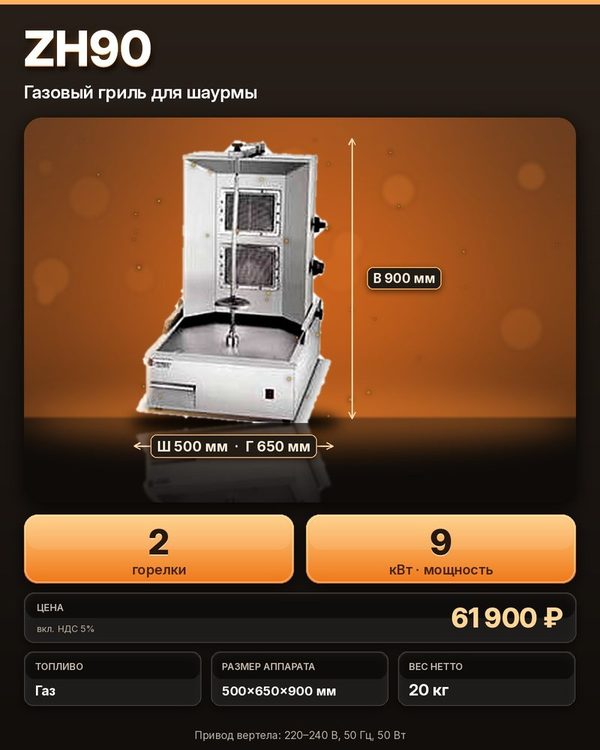 ZH90
Газовый гриль для шаурмы
В 900 мм
Ш 500 мм · Г 650 мм
2
горелки
9
кВт · мощность
ЦЕНА
вкл. НДС 5%
61 900 ₽
ТОПЛИВО
Газ
РАЗМЕР АППАРАТА
500×650×900 мм
ВЕС НЕТТО
20 кг
Привод вертела: 220–240 В, 50 Гц, 50 Вт